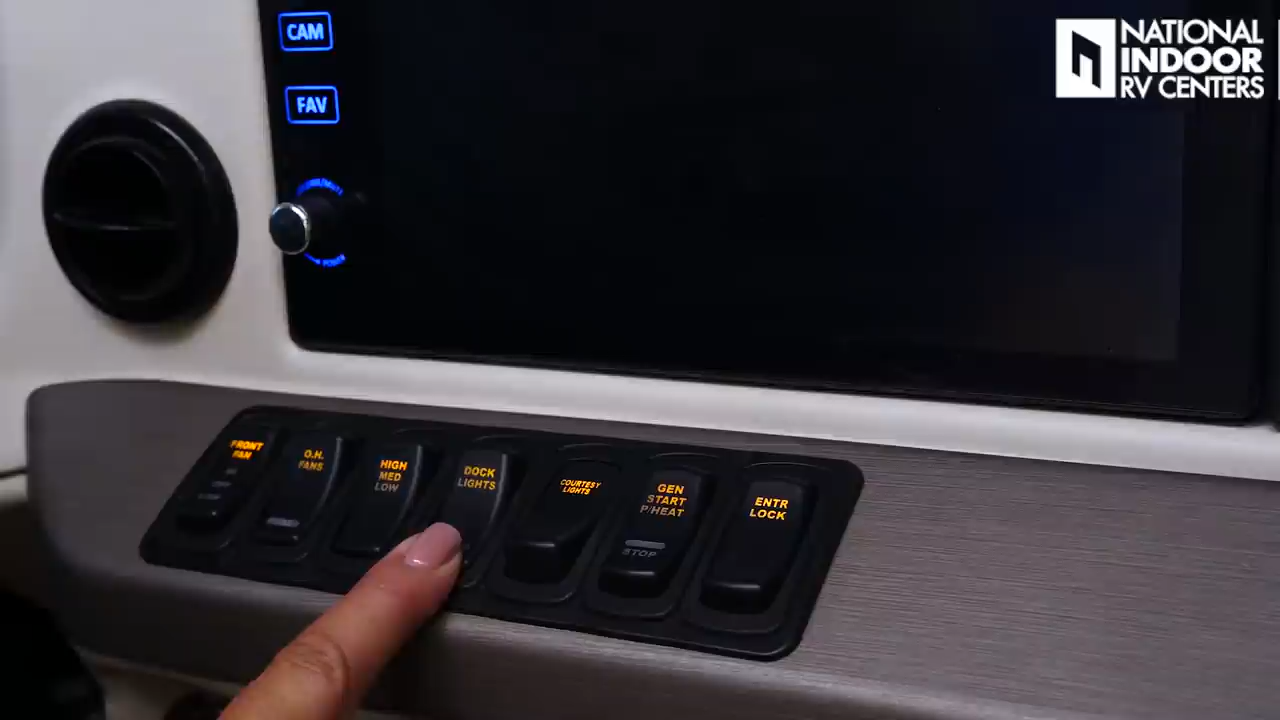 CAM
FAV
NATIONAL
INDOOR
RV CENTERS
FRONT
FAN
O.H.
FANS
HIGH
MED
LOW
DOCK
LIGHTS
COURTESY
LIGHTS
GEN
START
P/HEAT
STOP
ENTR
LOCK